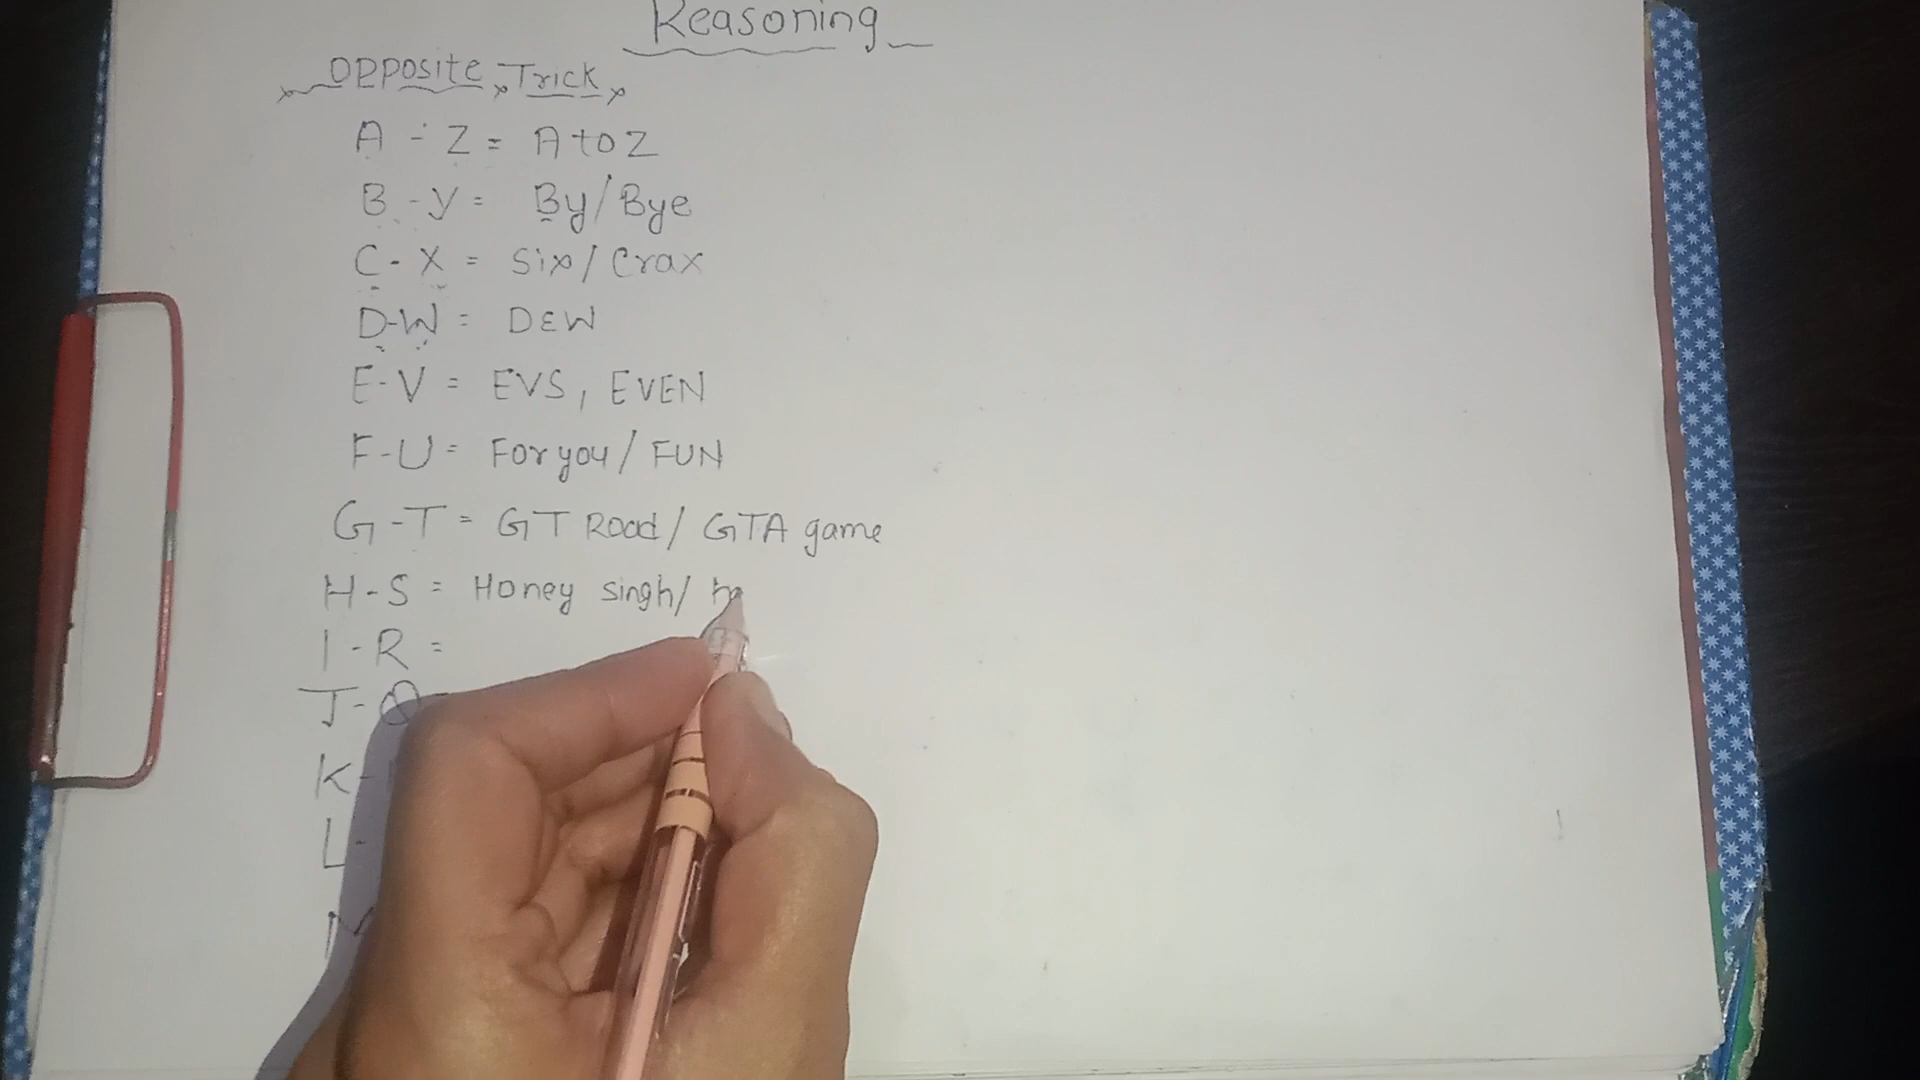 Reasoning
OPPosite Trick
A - Z = A to Z
B - Y = By/Bye
C - X = Six/Crax
D-W = DEW
E-V = EVS, EVEN
F-U = For you/ FUN
G-T = GT Road/ GTA game
H-S = Honey singh/
I-R =
J-Q
K-
L-